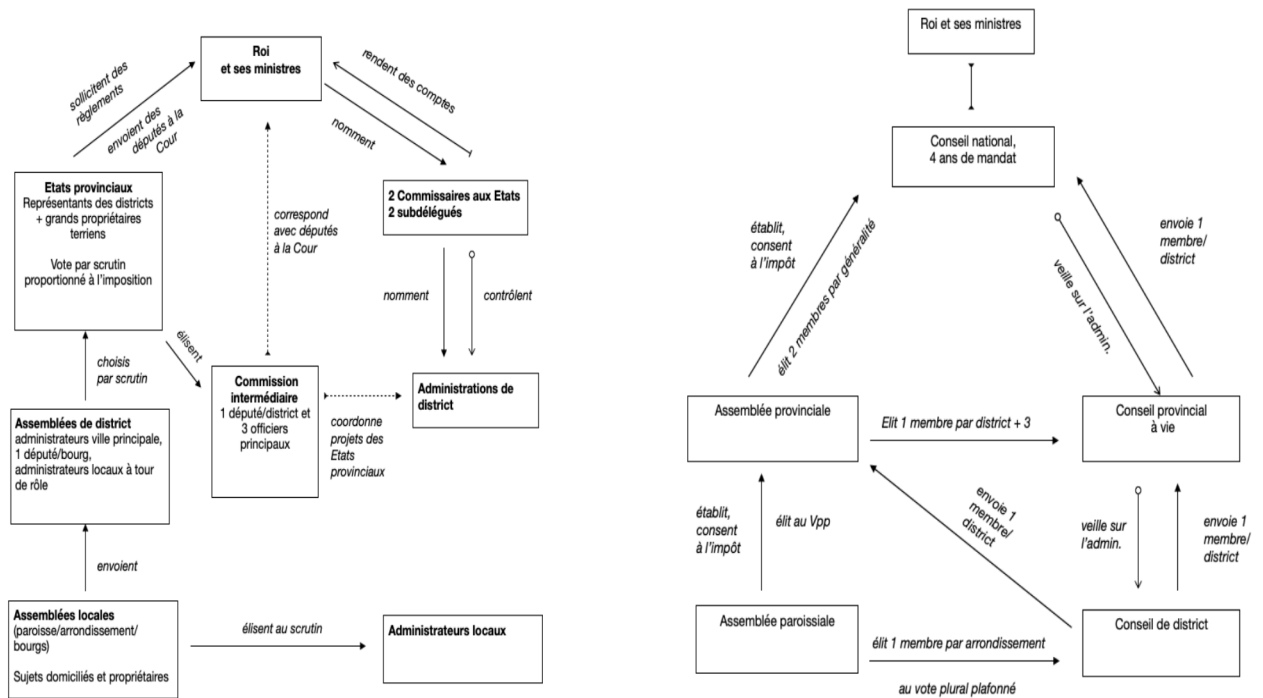 Roi
et ses ministres
sollicitent des
règlements
envoient des
députés à la
Cour
rendent des comptes
nomment
Etats provinciaux
Représentants des districts
+ grands propriétaires
terriens
Vote par scrutin
proportionné à l'imposition
correspond
avec députés
à la Cour
2 Commissaires aux Etats
2 subdélégués
nomment
contrôlent
élisent
choisis
par scrutin
Commission
intermédiaire
1 député/district et
3 officiers
principaux
coordonne
projets des
Etats
provinciaux
Administrations de
district
Assemblées de district
administrateurs ville principale,
1 député/bourg,
administrateurs locaux à tour
de rôle
envoient
Assemblées locales
(paroisse/arrondissement/
bourgs)
Sujets domiciliés et propriétaires
élisent au scrutin
Administrateurs locaux
Roi et ses ministres
Conseil national,
4 ans de mandat
établit,
consent
à l'impôt
élit 2 membres par généralité
veille sur l'admin.
envoie 1
membre/
district
Assemblée provinciale
Elit 1 membre par district + 3
Conseil provincial
à vie
établit,
consent
à l'impôt
élit au Vpp
envoie 1
membre/
district
veille sur
l'admin.
envoie 1
membre/
district
Assemblée paroissiale
élit 1 membre par arrondissement
au vote plural plafonné
Conseil de district